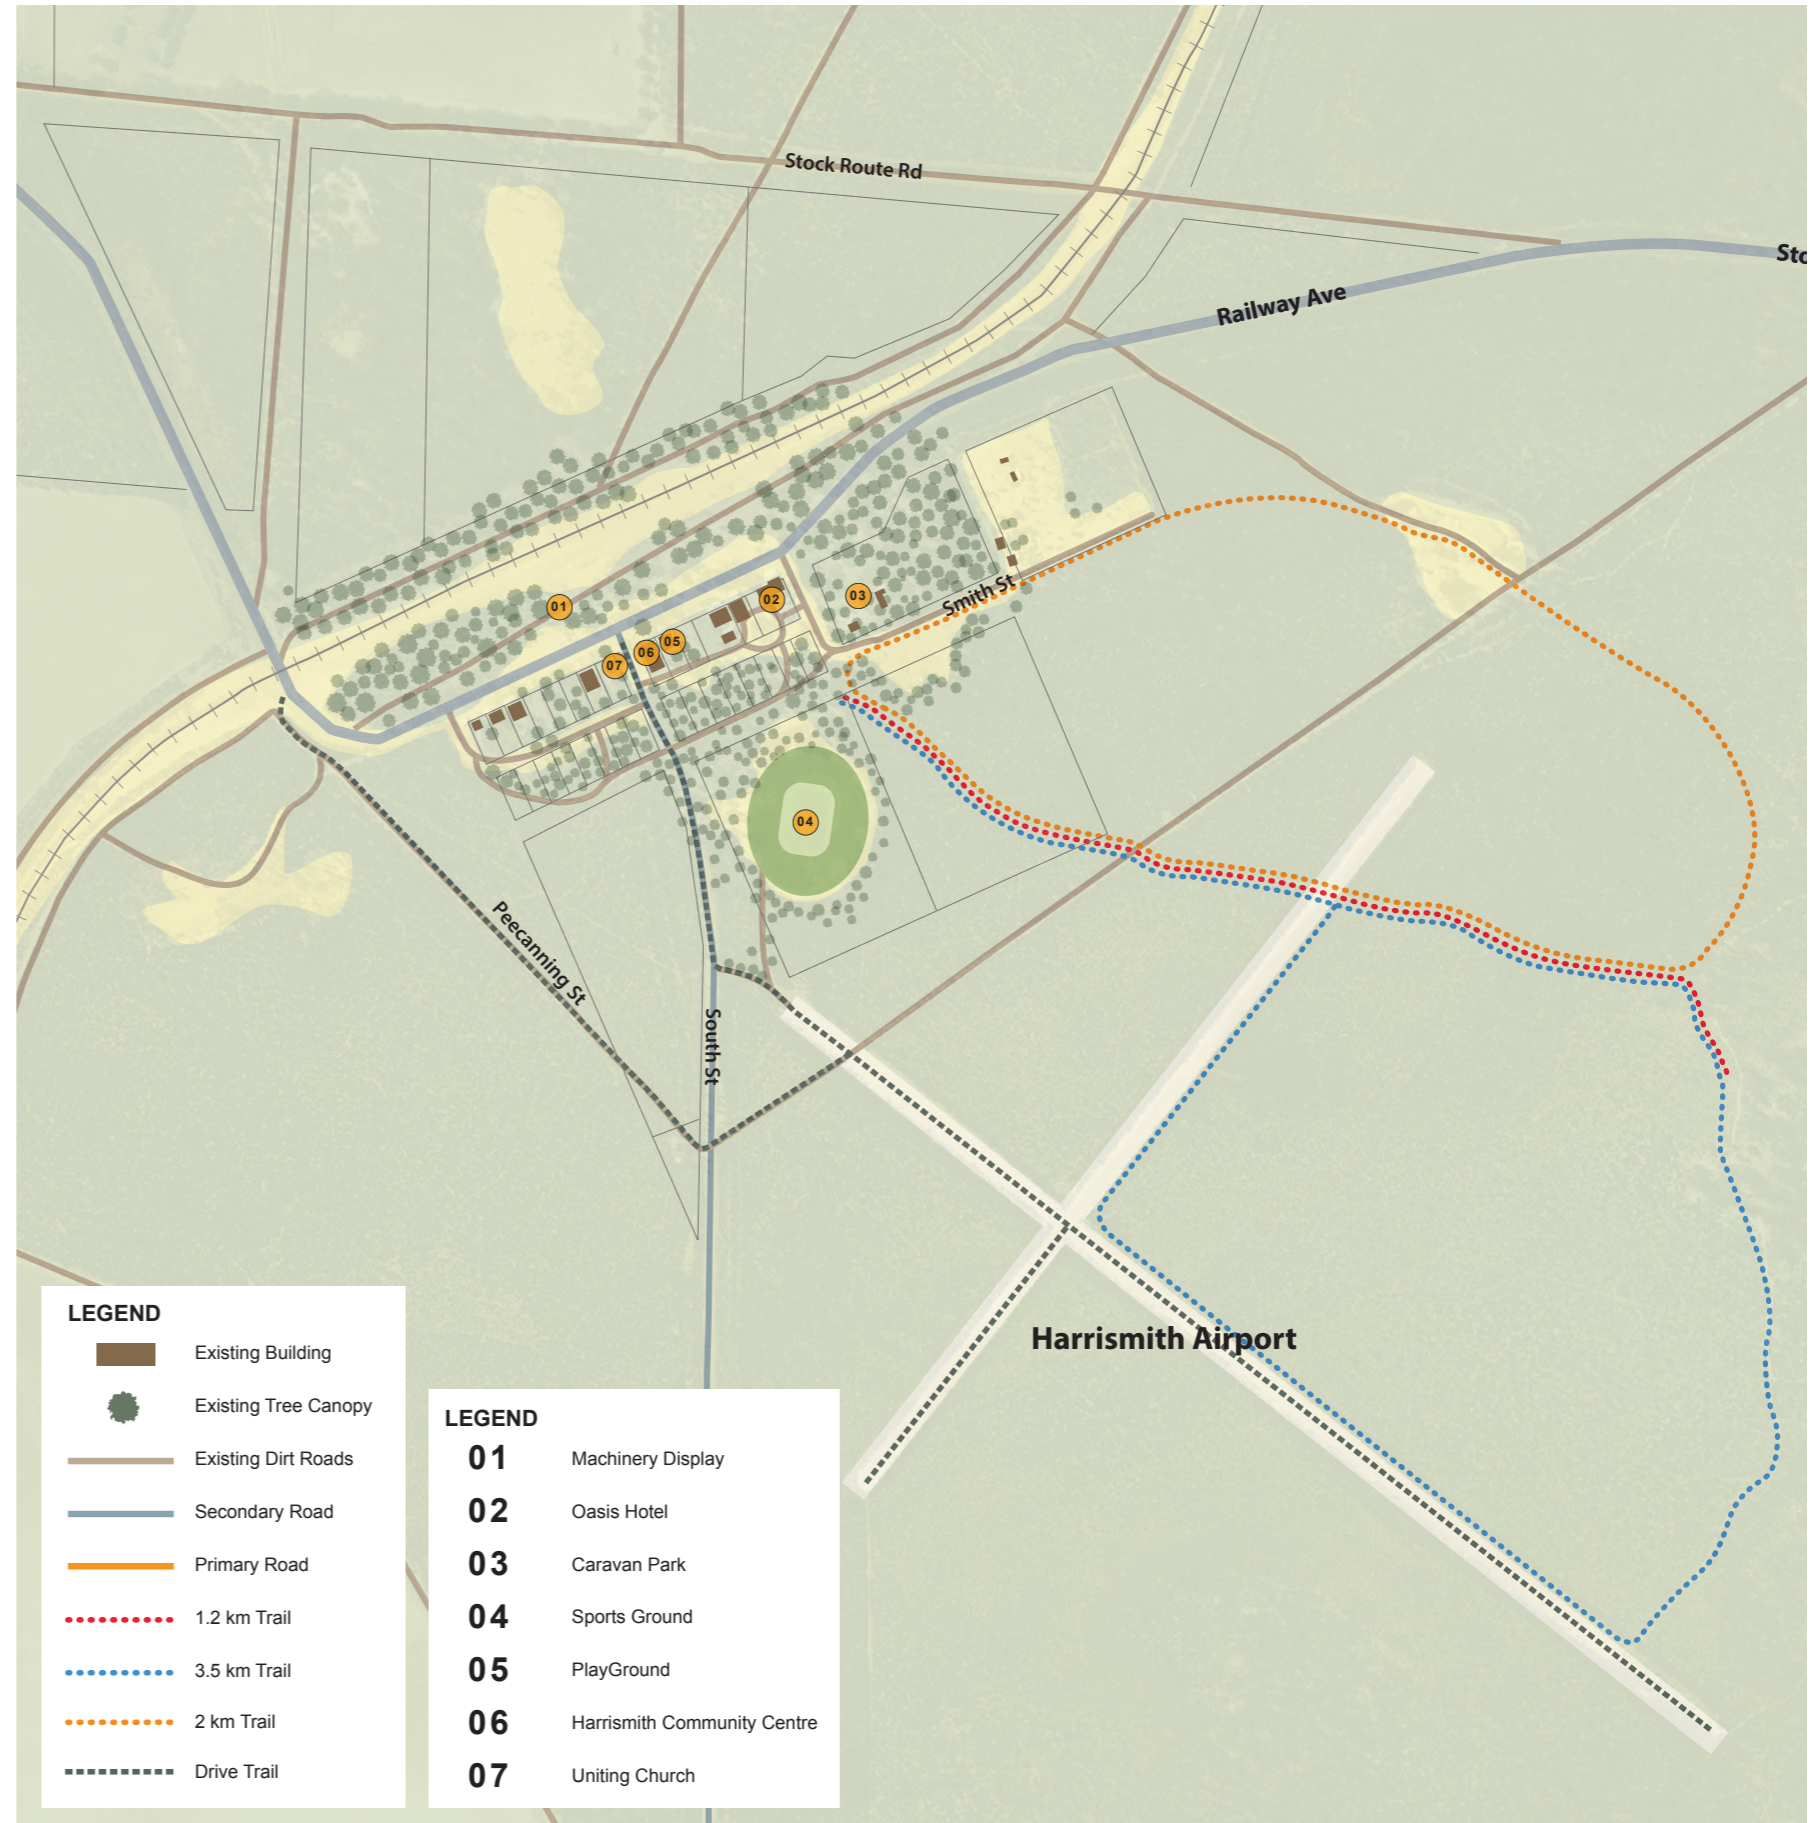 Stock Route Rd
Sto
Railway Ave
01
02
03
Smith St
05
06
07
04
Peecanning St
South St
Harrismith Airport
LEGEND
Existing Building
Existing Tree Canopy
Existing Dirt Roads
Secondary Road
Primary Road
1.2 km Trail
3.5 km Trail
2 km Trail
Drive Trail
LEGEND
01 Machinery Display
02 Oasis Hotel
03 Caravan Park
04 Sports Ground
05 PlayGround
06 Harrismith Community Centre
07 Uniting Church